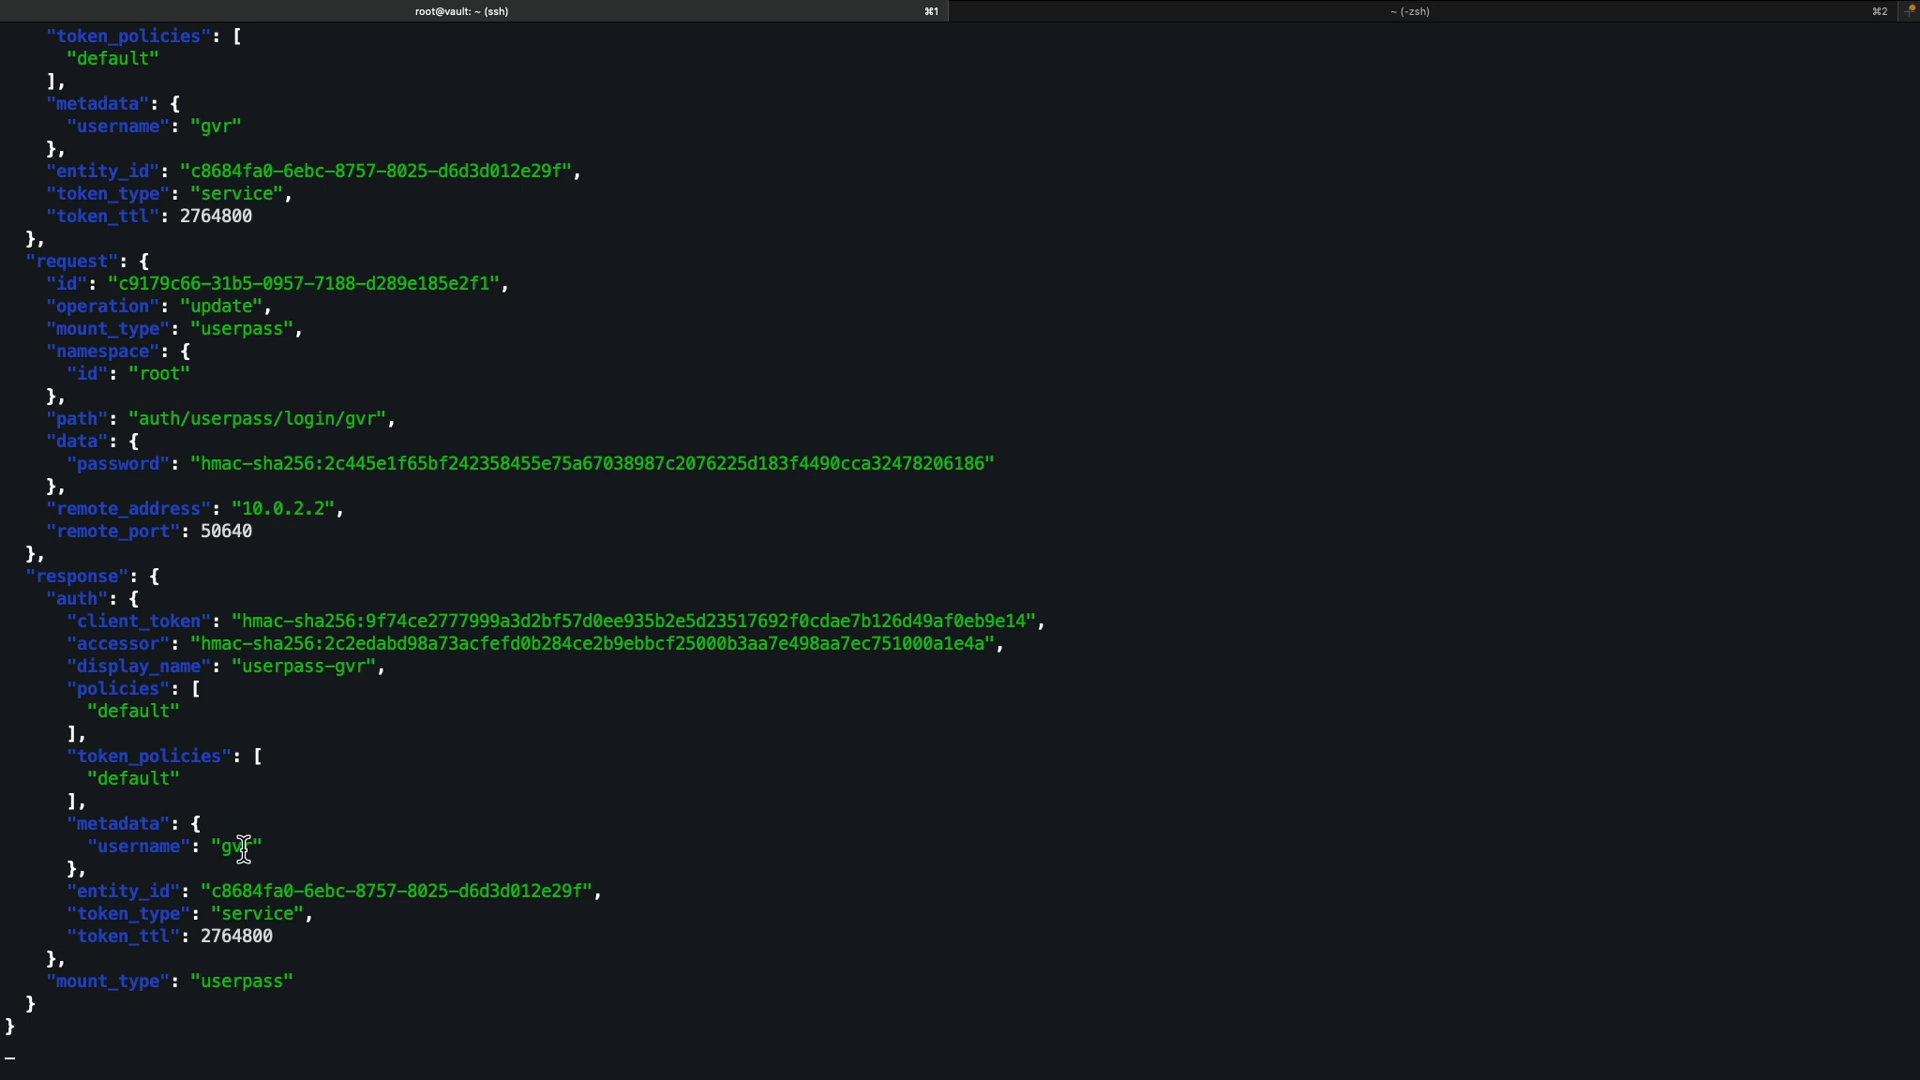 root@vault: ~ (ssh) ⌘1 ~ (-zsh) ⌘2
"token_policies": [
"default"
],
"metadata": {
"username": "gvr"
},
"entity_id": "c8684fa0-6ebc-8757-8025-d6d3d012e29f",
"token_type": "service",
"token_ttl": 2764800
},
"request": {
"id": "c9179c66-31b5-0957-7188-d289e185e2f1",
"operation": "update",
"mount_type": "userpass",
"namespace": {
"id": "root"
},
"path": "auth/userpass/login/gvr",
"data": {
"password": "hmac-sha256:2c445e1f65bf242358455e75a67038987c2076225d183f4490cca32478206186"
},
"remote_address": "10.0.2.2",
"remote_port": 50640
},
"response": {
"auth": {
"client_token": "hmac-sha256:9f74ce2777999a3d2bf57d0ee935b2e5d23517692f0cdae7b126d49af0eb9e14",
"accessor": "hmac-sha256:2c2edabd98a73acfefd0b284ce2b9ebbcf25000b3aa7e498aa7ec751000a1e4a",
"display_name": "userpass-gvr",
"policies": [
"default"
],
"token_policies": [
"default"
],
"metadata": {
"username": "gvr"
},
"entity_id": "c8684fa0-6ebc-8757-8025-d6d3d012e29f",
"token_type": "service",
"token_ttl": 2764800
},
"mount_type": "userpass"
}
}